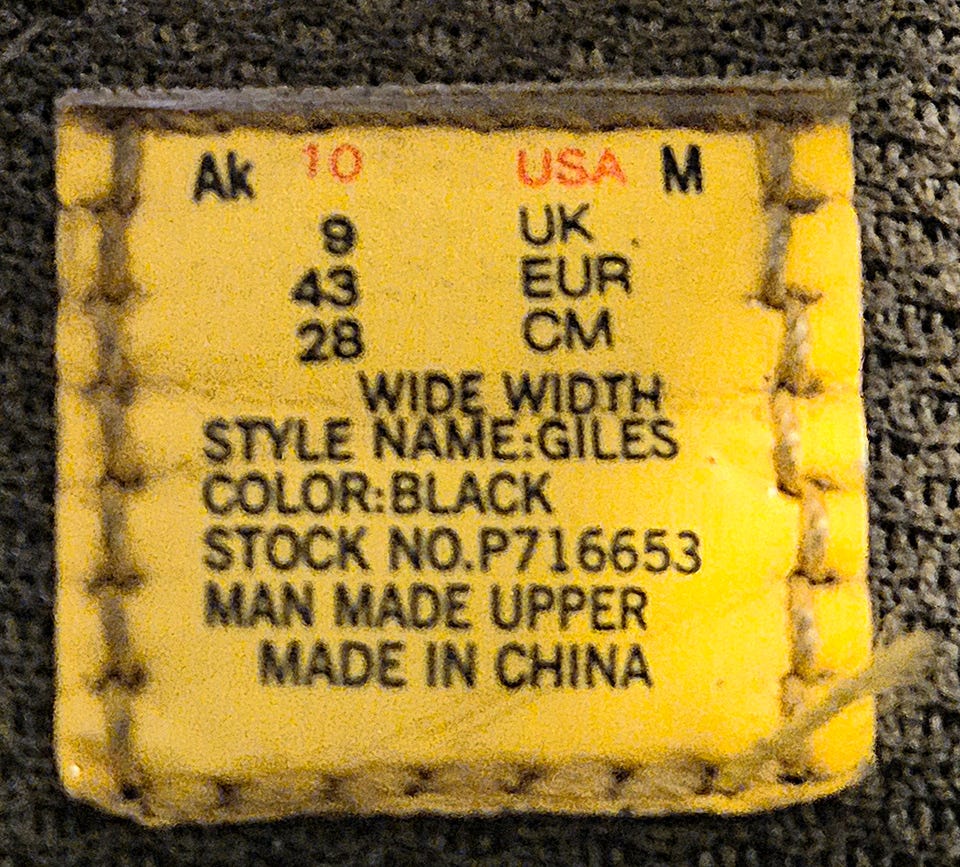 Ak 10 USA M
9 UK
43 EUR
28 CM
WIDE WIDTH
STYLE NAME:GILES
COLOR:BLACK
STOCK NO.P716653
MAN MADE UPPER
MADE IN CHINA